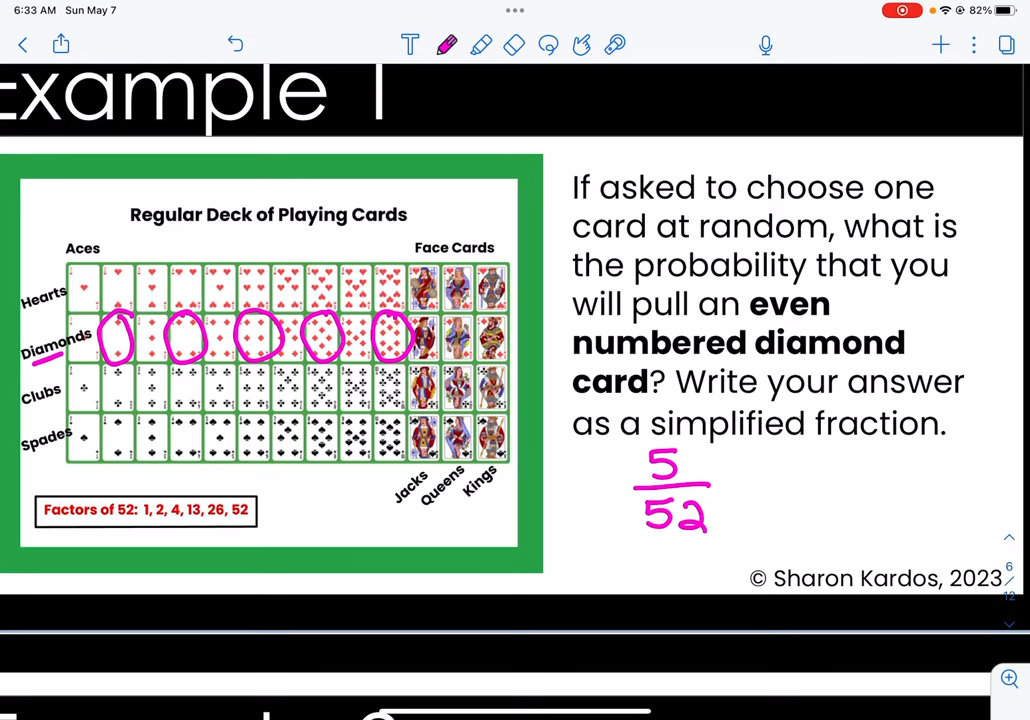 6:33 AM Sun May 7
82%
T
Example 1
Regular Deck of Playing Cards
Aces
Face Cards
Hearts
Diamonds
Clubs
Spades
Jacks
Queens
Kings
Factors of 52: 1, 2, 4, 13, 26, 52
If asked to choose one
card at random, what is
the probability that you
will pull an even
numbered diamond
card? Write your answer
as a simplified fraction.
5
52
© Sharon Kardos, 2023
6
/
12